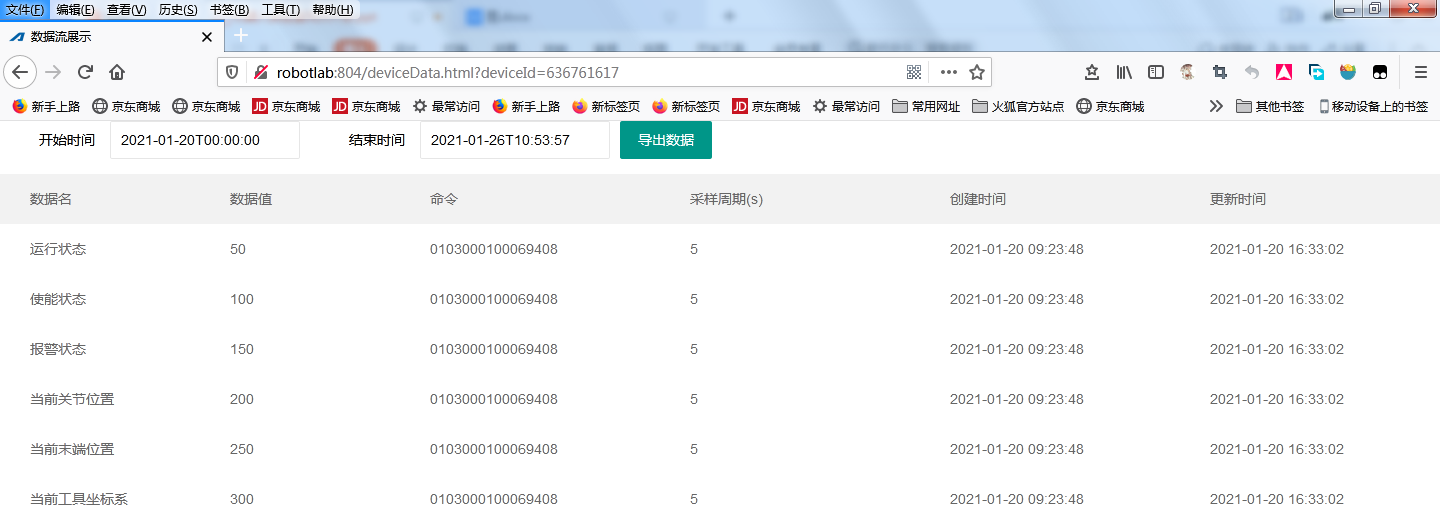 文件(F) 编辑(E) 查看(V) 历史(S) 书签(B) 工具(T) 帮助(H)
数据流展示
robotlab:804/deviceData.html?deviceId=636761617
新手上路 京东商城 京东商城 JD 京东商城 JD 京东商城 最常访问 新手上路 新标签页 新标签页 JD 京东商城 最常访问 常用网址 火狐官方站点 京东商城 其他书签 移动设备上的书签
开始时间 2021-01-20T00:00:00 结束时间 2021-01-26T10:53:57 导出数据
数据名 数据值 命令 采样周期(s) 创建时间 更新时间
运行状态 50 0103000100069408 5 2021-01-20 09:23:48 2021-01-20 16:33:02
使能状态 100 0103000100069408 5 2021-01-20 09:23:48 2021-01-20 16:33:02
报警状态 150 0103000100069408 5 2021-01-20 09:23:48 2021-01-20 16:33:02
当前关节位置 200 0103000100069408 5 2021-01-20 09:23:48 2021-01-20 16:33:02
当前末端位置 250 0103000100069408 5 2021-01-20 09:23:48 2021-01-20 16:33:02
当前工具坐标系 300 0103000100069408 5 2021-01-20 09:23:48 2021-01-20 16:33:02